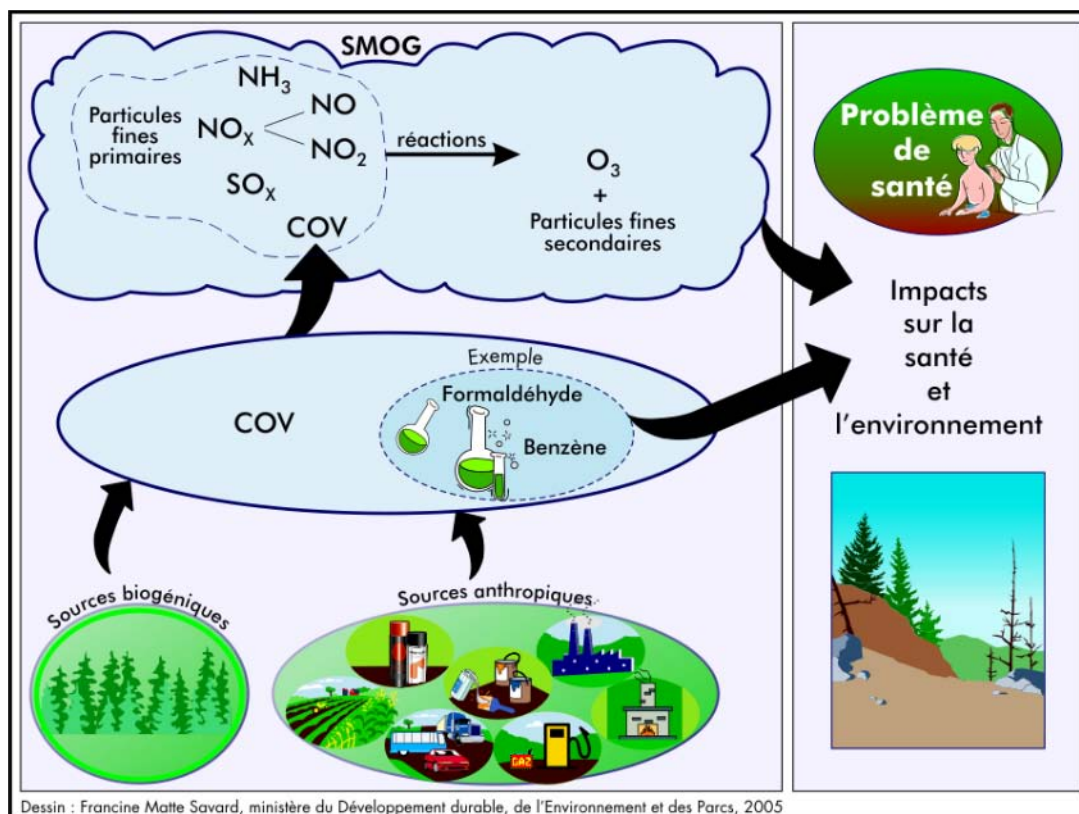 SMOG
NH₃
Particules
fines
primaires
NOₓ
NO
NO₂
SOₓ
COV
réactions
O₃
+
Particules fines
secondaires
Problème
de
santé
Impacts
sur la
santé
et
l'environnement
COV
Exemple
Formaldéhyde
Benzène
Sources biogéniques
Sources anthropiques
GAZ
Dessin : Francine Matte Savard, ministère du Développement durable, de l'Environnement et des Parcs, 2005